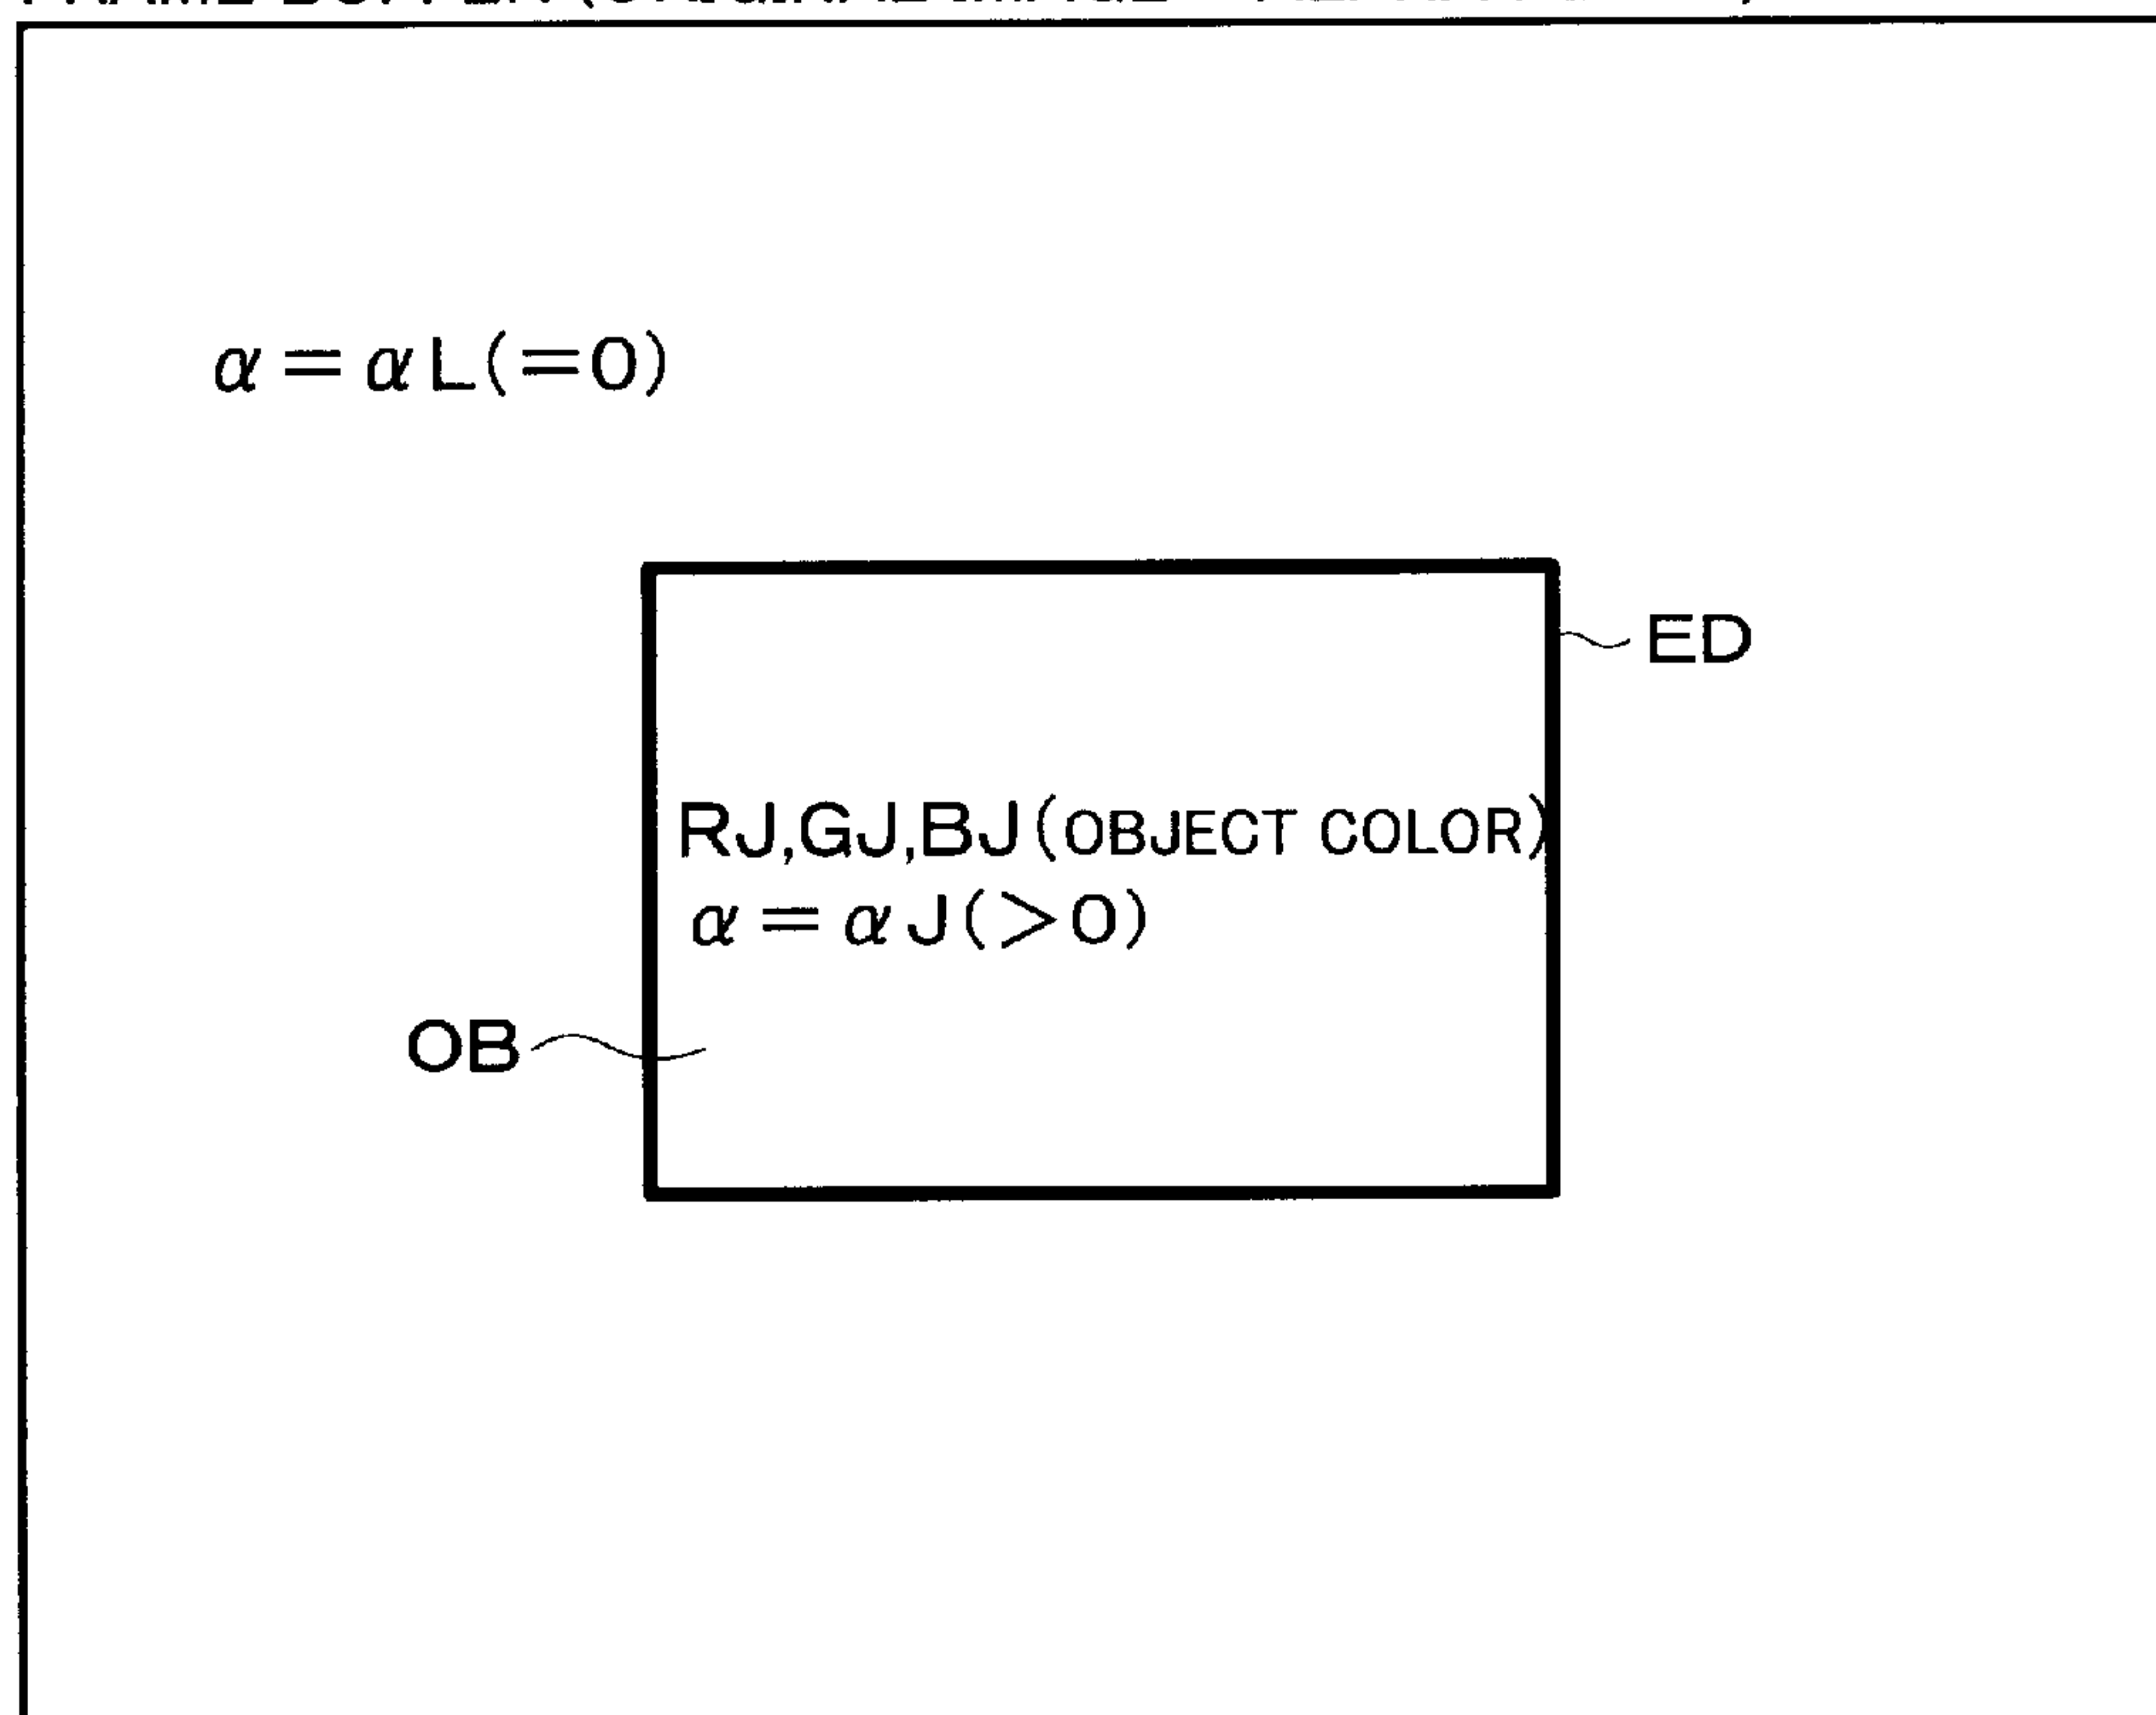 α=αL(=0)
ED
RJ,GJ,BJ(OBJECT COLOR)
α=αJ(>0)
OB